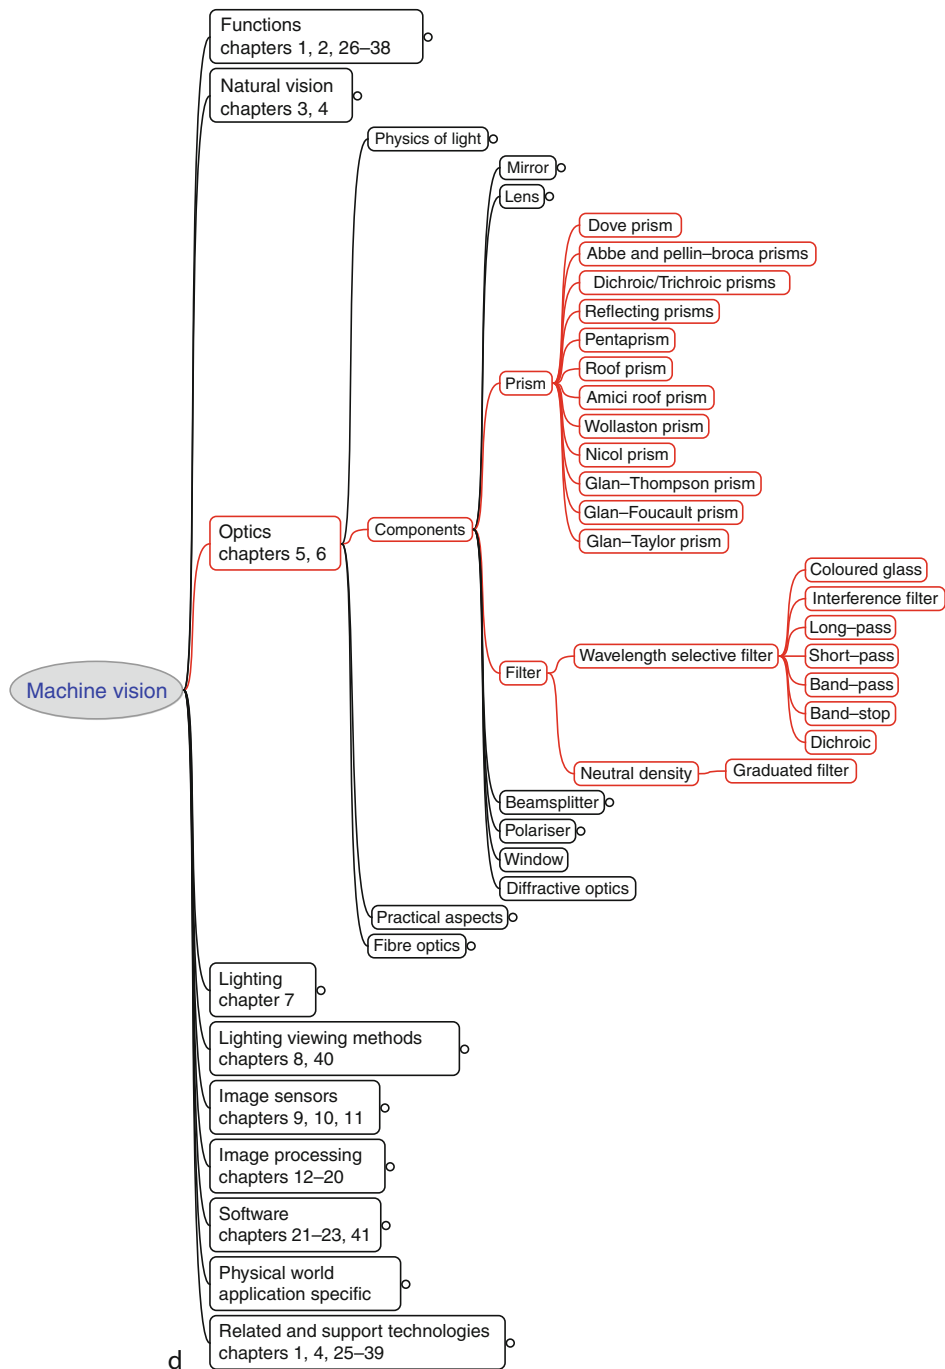 Functions
chapters 1, 2, 26–38
Natural vision
chapters 3, 4
Physics of light
Mirror
Lens
Dove prism
Abbe and pellin–broca prisms
Dichroic/Trichroic prisms
Reflecting prisms
Pentaprism
Roof prism
Prism
Amici roof prism
Wollaston prism
Nicol prism
Glan–Thompson prism
Glan–Foucault prism
Glan–Taylor prism
Optics
chapters 5, 6
Components
Coloured glass
Interference filter
Long–pass
Wavelength selective filter
Short–pass
Filter
Band–pass
Band–stop
Dichroic
Machine vision
Neutral density
Graduated filter
Beamsplitter
Polariser
Window
Diffractive optics
Practical aspects
Fibre optics
Lighting
chapter 7
Lighting viewing methods
chapters 8, 40
Image sensors
chapters 9, 10, 11
Image processing
chapters 12–20
Software
chapters 21–23, 41
Physical world
application specific
Related and support technologies
chapters 1, 4, 25–39
d